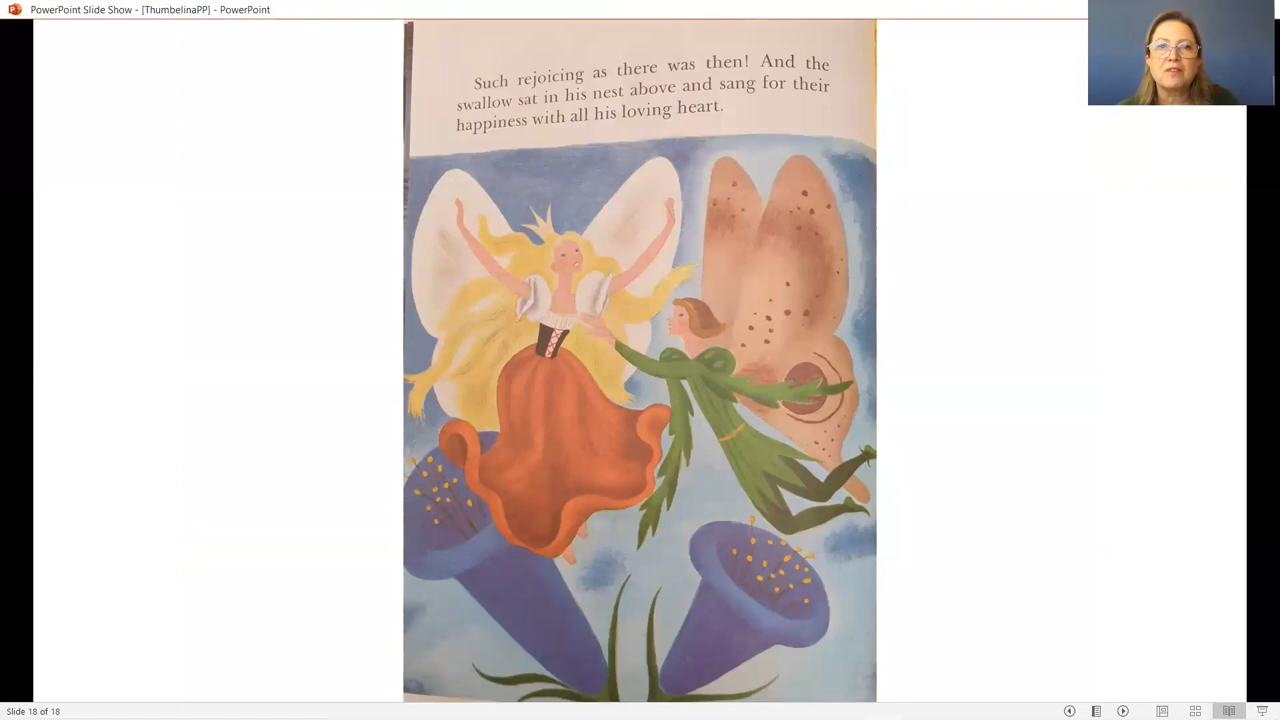 PowerPoint Slide Show - [ThumbelinaPP] - PowerPoint
Such rejoicing as there was then! And the
swallow sat in his nest above and sang for their
happiness with all his loving heart.
Slide 18 of 18